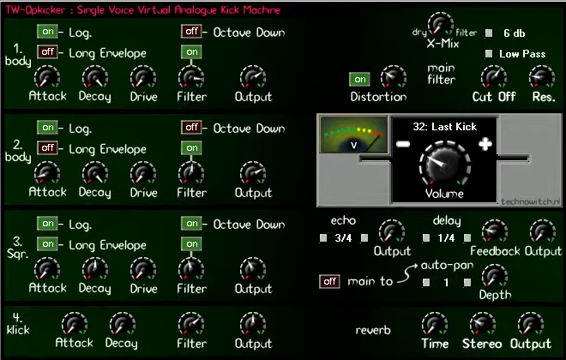 TW-Opkicker : Single Voice Virtual Analogue Kick Machine
1. body
on - Log.
off - Octave Down
off - Long Envelope
on
Attack Decay Drive Filter Output
dry filter
X-Mix
6 db
Low Pass
main filter
on
Distortion Cut Off Res.
2. body
on - Log.
off - Octave Down
off - Long Envelope
on
Attack Decay Drive Filter Output
V
32: Last Kick
- +
Volume
technowitch.nl
3. Sqr.
on - Log.
on - Octave Down
on - Long Envelope
on
Attack Decay Drive Filter Output
echo
3/4
Output
delay
1/4
Feedback Output
off main to
auto-pan
1
Depth
4. klick
Attack Decay Filter Output
reverb
Time Stereo Output